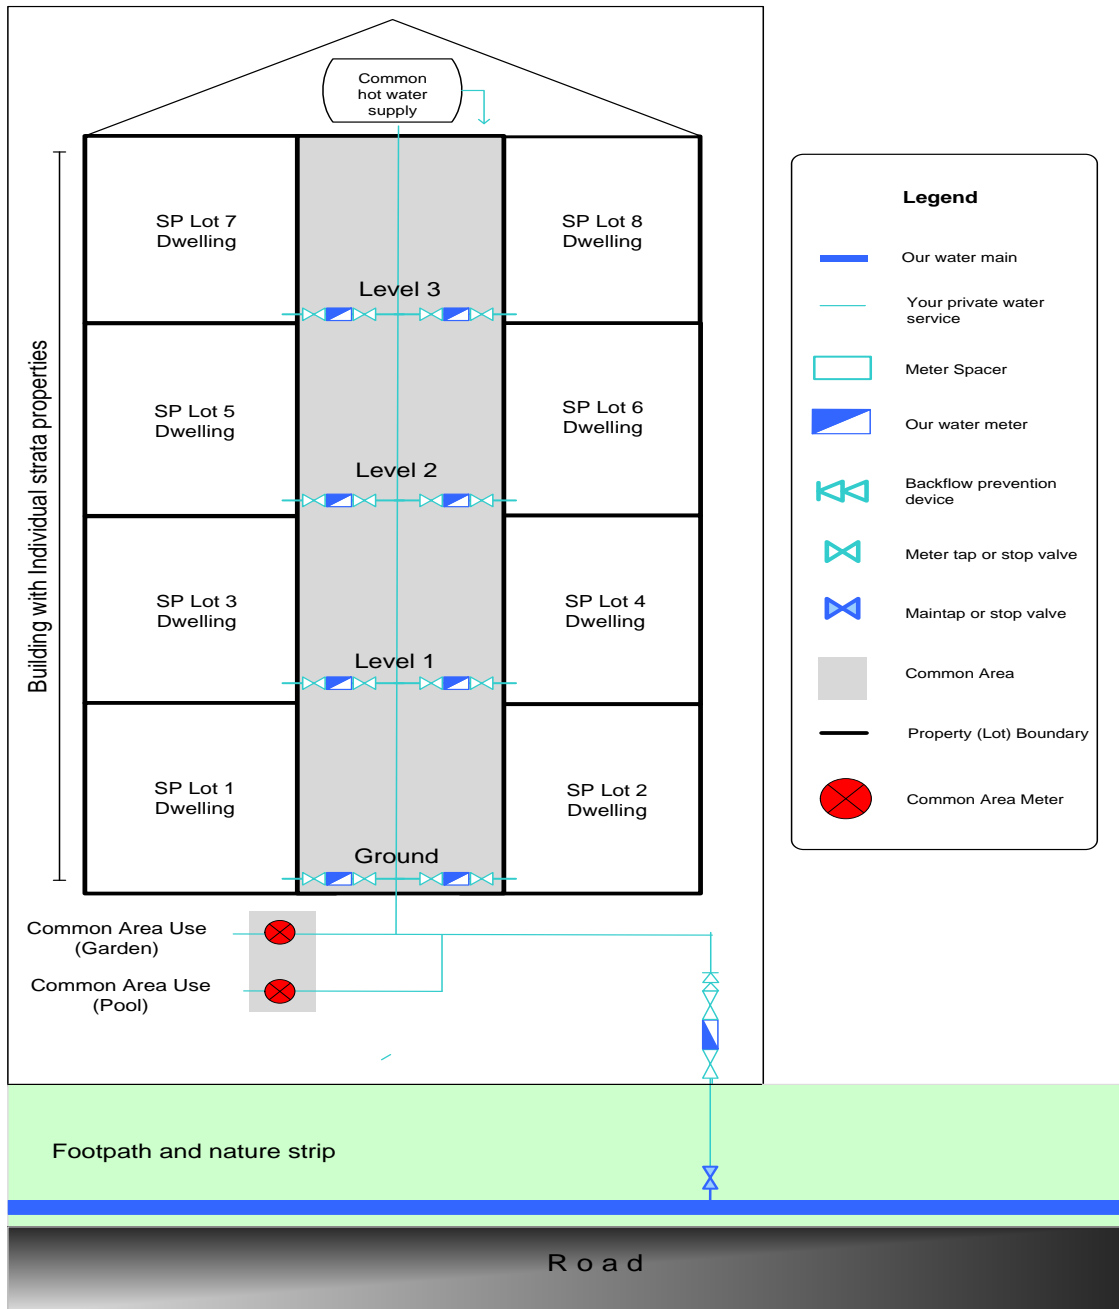 Common
hot water
supply
SP Lot 7
Dwelling
SP Lot 8
Dwelling
Level 3
SP Lot 5
Dwelling
SP Lot 6
Dwelling
Level 2
SP Lot 3
Dwelling
SP Lot 4
Dwelling
Level 1
SP Lot 1
Dwelling
SP Lot 2
Dwelling
Ground
Building with Individual strata properties
Common Area Use
(Garden)
Common Area Use
(Pool)
Footpath and nature strip
Road
Legend
Our water main
Your private water
service
Meter Spacer
Our water meter
Backflow prevention
device
Meter tap or stop valve
Maintap or stop valve
Common Area
Property (Lot) Boundary
Common Area Meter